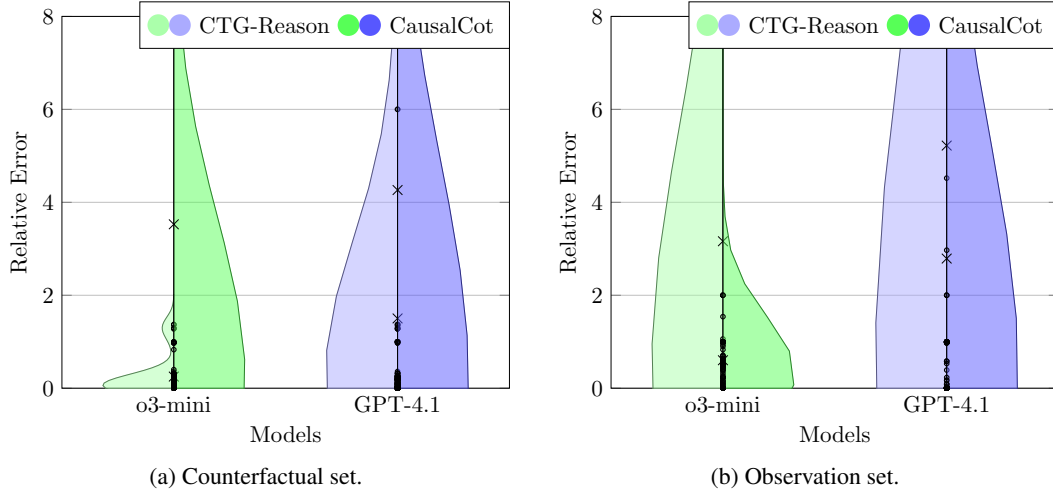 CTG-Reason CausalCot
8
6
4
2
0
Relative Error
o3-mini GPT-4.1
Models
(a) Counterfactual set.
CTG-Reason CausalCot
8
6
4
2
0
Relative Error
o3-mini GPT-4.1
Models
(b) Observation set.